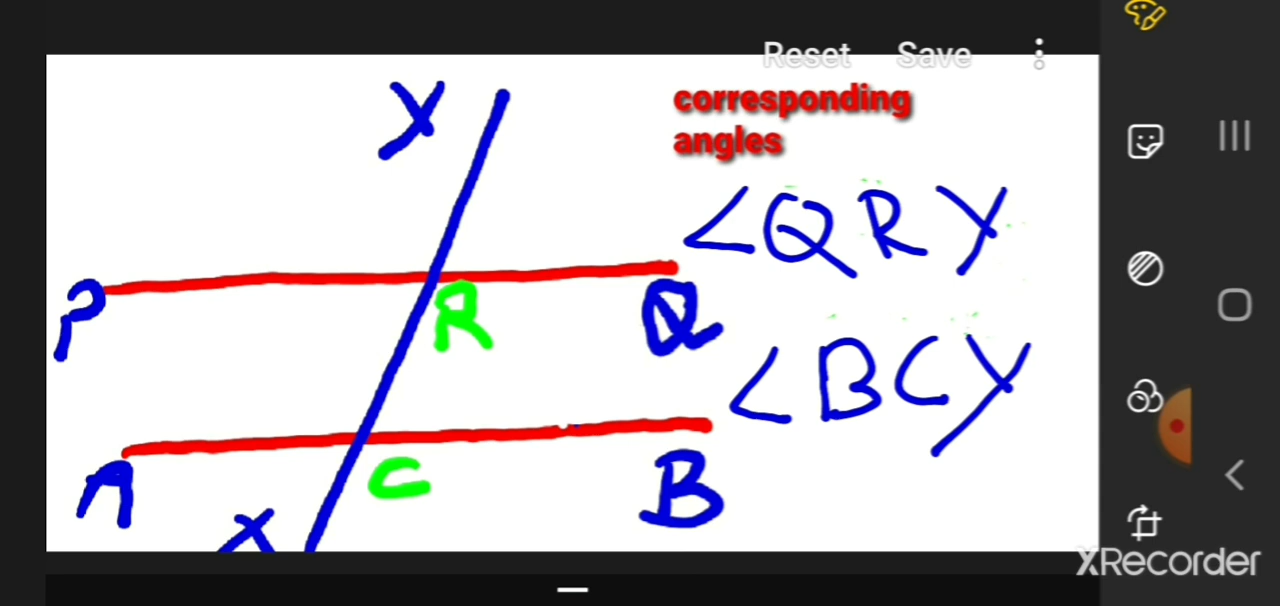 Reset Save
corresponding
angles
Y
<QRY
P
R
Q
<BCY
A
C
B
X
XRecorder